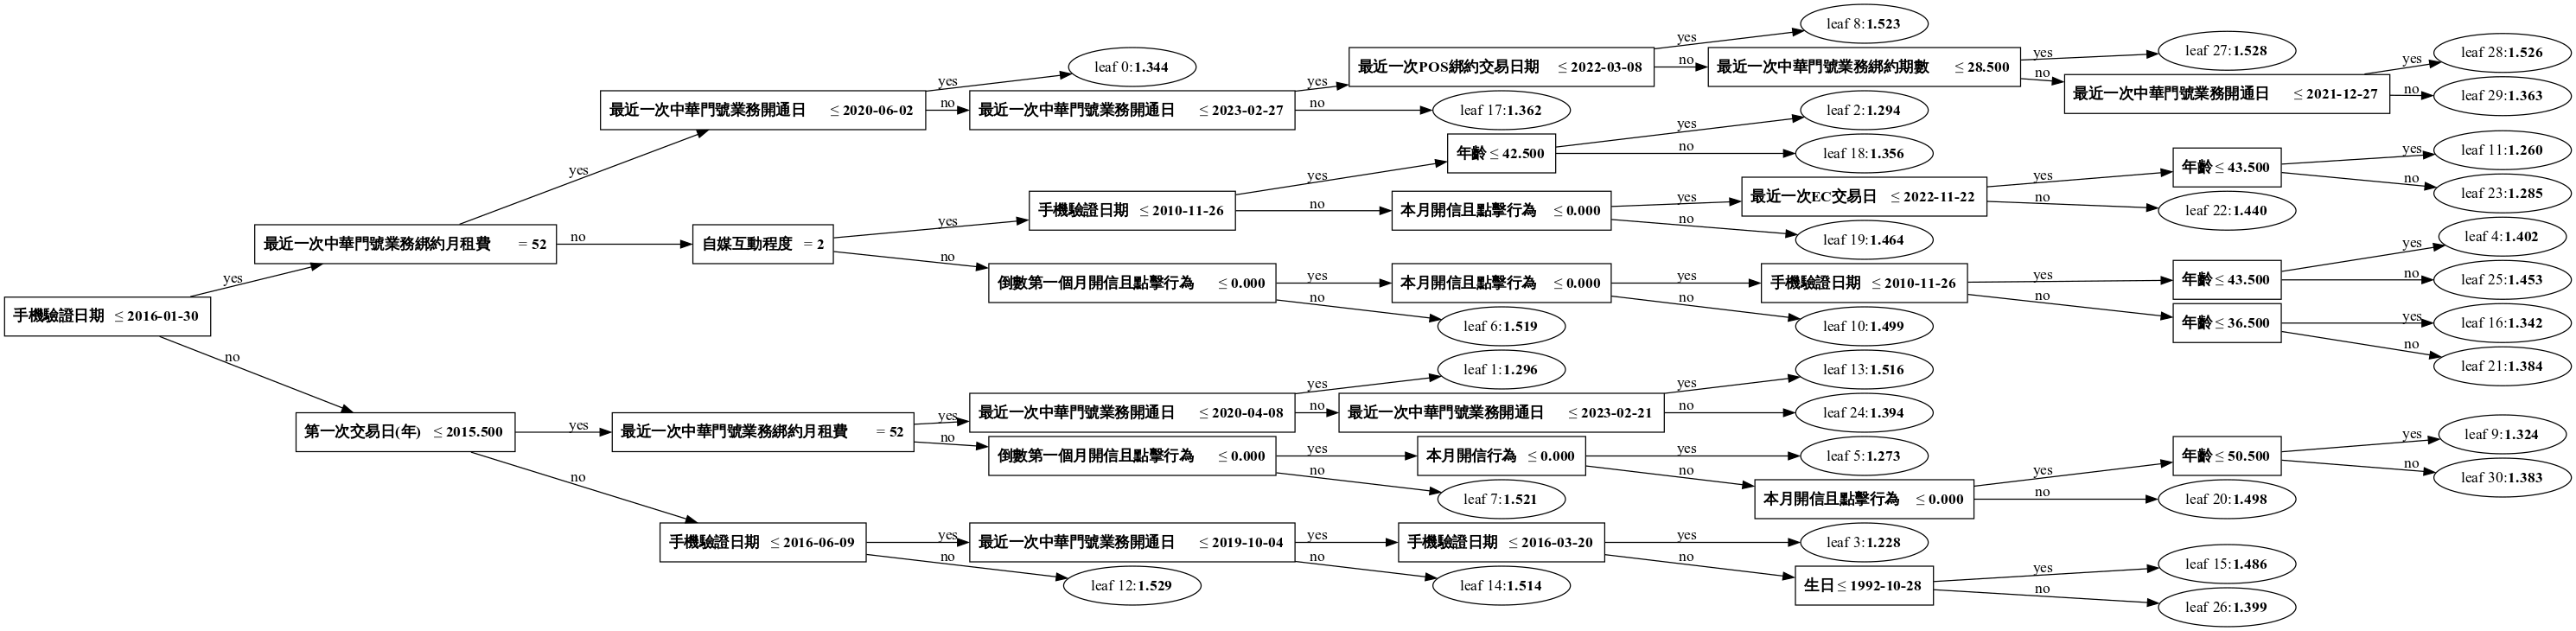 手機驗證日期 ≤ 2016-01-30
yes
no
最近一次中華門號業務綁約月租費 = 52
yes
no
最近一次中華門號業務開通日 ≤ 2020-06-02
yes
no
leaf 0:1.344
最近一次中華門號業務開通日 ≤ 2023-02-27
yes
no
最近一次POS綁約交易日期 ≤ 2022-03-08
yes
no
leaf 17:1.362
leaf 8:1.523
最近一次中華門號業務綁約期數 ≤ 28.500
yes
no
leaf 27:1.528
最近一次中華門號業務開通日 ≤ 2021-12-27
yes
no
leaf 28:1.526
leaf 29:1.363
自媒互動程度 = 2
yes
no
手機驗證日期 ≤ 2010-11-26
yes
no
年齡 ≤ 42.500
yes
no
leaf 2:1.294
leaf 18:1.356
本月開信且點擊行為 ≤ 0.000
yes
no
最近一次EC交易日 ≤ 2022-11-22
yes
no
leaf 19:1.464
年齡 ≤ 43.500
yes
no
leaf 11:1.260
leaf 23:1.285
leaf 22:1.440
倒數第一個月開信且點擊行為 ≤ 0.000
yes
no
本月開信且點擊行為 ≤ 0.000
yes
no
leaf 6:1.519
手機驗證日期 ≤ 2010-11-26
yes
no
leaf 10:1.499
年齡 ≤ 43.500
yes
no
leaf 4:1.402
leaf 25:1.453
年齡 ≤ 36.500
yes
no
leaf 16:1.342
leaf 21:1.384
第一次交易日(年) ≤ 2015.500
yes
no
最近一次中華門號業務綁約月租費 = 52
yes
no
最近一次中華門號業務開通日 ≤ 2020-04-08
yes
no
leaf 1:1.296
最近一次中華門號業務開通日 ≤ 2023-02-21
yes
no
leaf 13:1.516
leaf 24:1.394
倒數第一個月開信且點擊行為 ≤ 0.000
yes
no
本月開信行為 ≤ 0.000
yes
no
leaf 7:1.521
leaf 5:1.273
本月開信且點擊行為 ≤ 0.000
yes
no
年齡 ≤ 50.500
yes
no
leaf 9:1.324
leaf 30:1.383
leaf 20:1.498
手機驗證日期 ≤ 2016-06-09
yes
no
最近一次中華門號業務開通日 ≤ 2019-10-04
yes
no
leaf 12:1.529
手機驗證日期 ≤ 2016-03-20
yes
no
leaf 14:1.514
leaf 3:1.228
生日 ≤ 1992-10-28
yes
no
leaf 15:1.486
leaf 26:1.399